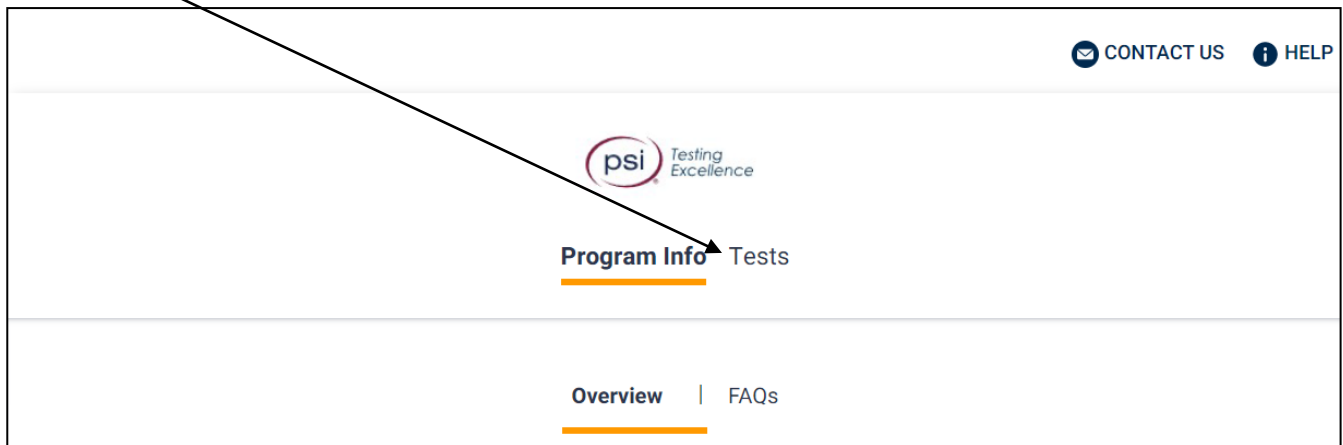 CONTACT US HELP
psi Testing
Excellence
Program Info Tests
Overview | FAQs